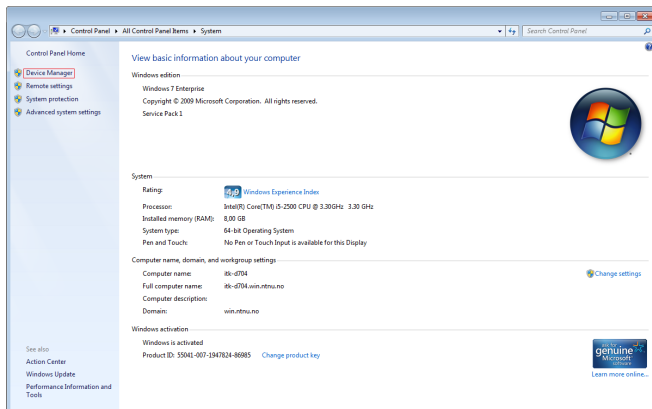 Control Panel ▸ All Control Panel Items ▸ System
Search Control Panel
Control Panel Home
Device Manager
Remote settings
System protection
Advanced system settings
View basic information about your computer
Windows edition
Windows 7 Enterprise
Copyright © 2009 Microsoft Corporation. All rights reserved.
Service Pack 1
System
Rating: 4,9 Windows Experience Index
Processor: Intel(R) Core(TM) i5-2500 CPU @ 3.30GHz 3.30 GHz
Installed memory (RAM): 8,00 GB
System type: 64-bit Operating System
Pen and Touch: No Pen or Touch Input is available for this Display
Computer name, domain, and workgroup settings
Computer name: itk-d704
Change settings
Full computer name: itk-d704.win.ntnu.no
Computer description:
Domain: win.ntnu.no
Windows activation
Windows is activated
Product ID: 55041-007-1947824-86985 Change product key
ask for
genuine
Microsoft
software
Learn more online...
See also
Action Center
Windows Update
Performance Information and
Tools